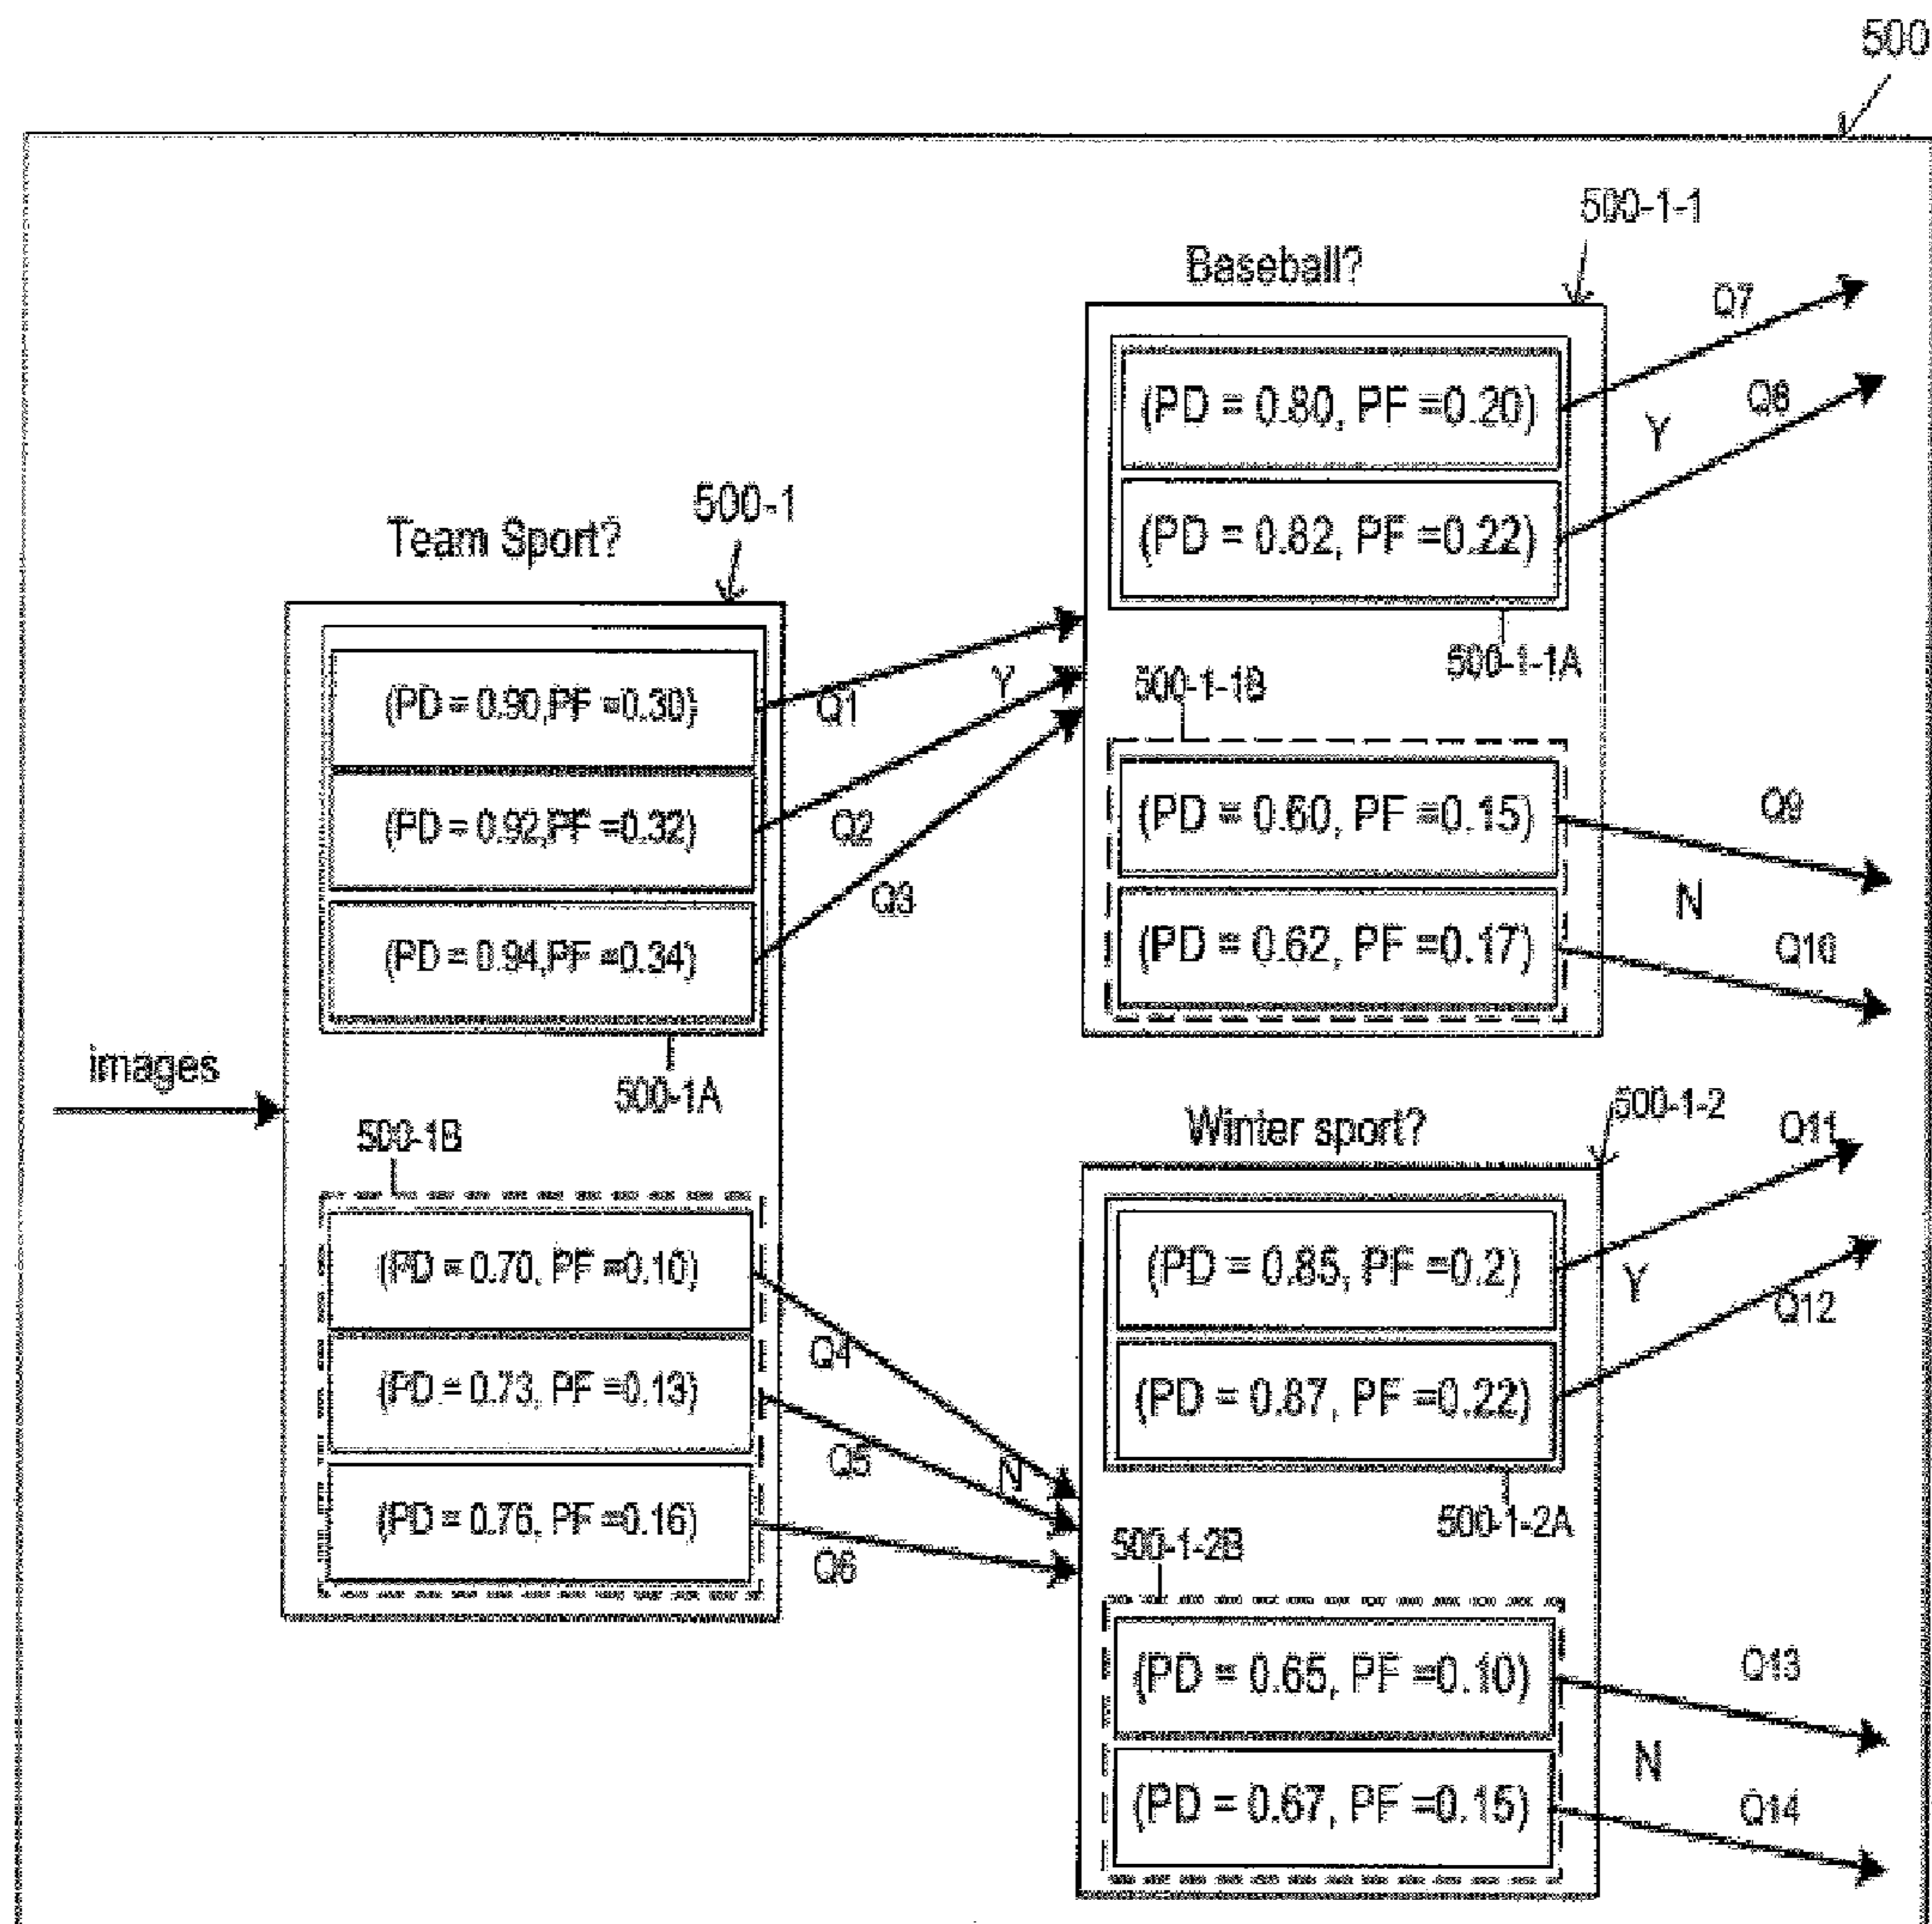 500
500-1-1
Baseball?
Q7
(PD = 0.80, PF =0.20)
Y
Q8
(PD = 0.82, PF =0.22)
500-1-1A
500-1-1B
(PD = 0.60, PF =0.15)
Q9
N
(PD = 0.62, PF =0.17)
Q10
500-1
Team Sport?
(PD = 0.90,PF =0.30)
Q1
Y
(PD = 0.92,PF =0.32)
Q2
(PD = 0.94,PF =0.34)
Q3
500-1A
images
500-1B
(PD = 0.70, PF =0.10)
Q4
(PD = 0.73, PF =0.13)
Q5
N
(PD = 0.76, PF =0.16)
Q6
500-1-2
Winter sport?
Q11
(PD = 0.85, PF =0.2)
Y
Q12
(PD = 0.87, PF =0.22)
500-1-2A
500-1-2B
(PD = 0.65, PF =0.10)
Q13
N
(PD = 0.67, PF =0.15)
Q14